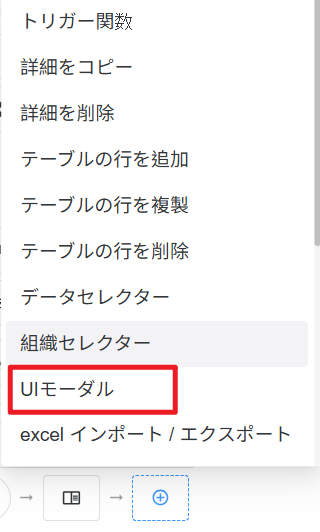 トリガー関数
詳細をコピー
詳細を削除
テーブルの行を追加
テーブルの行を複製
テーブルの行を削除
データセレクター
組織セレクター
UIモーダル
excel インポート / エクスポート